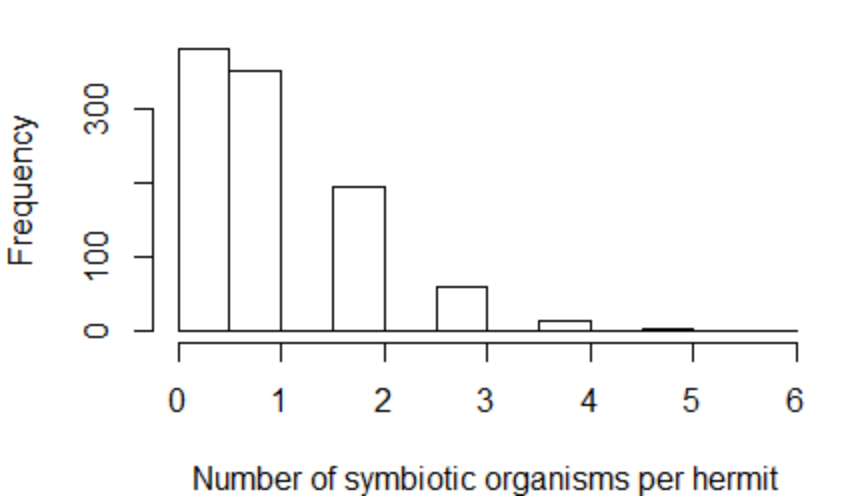 Frequency
300
100
0
0 1 2 3 4 5 6
Number of symbiotic organisms per hermit